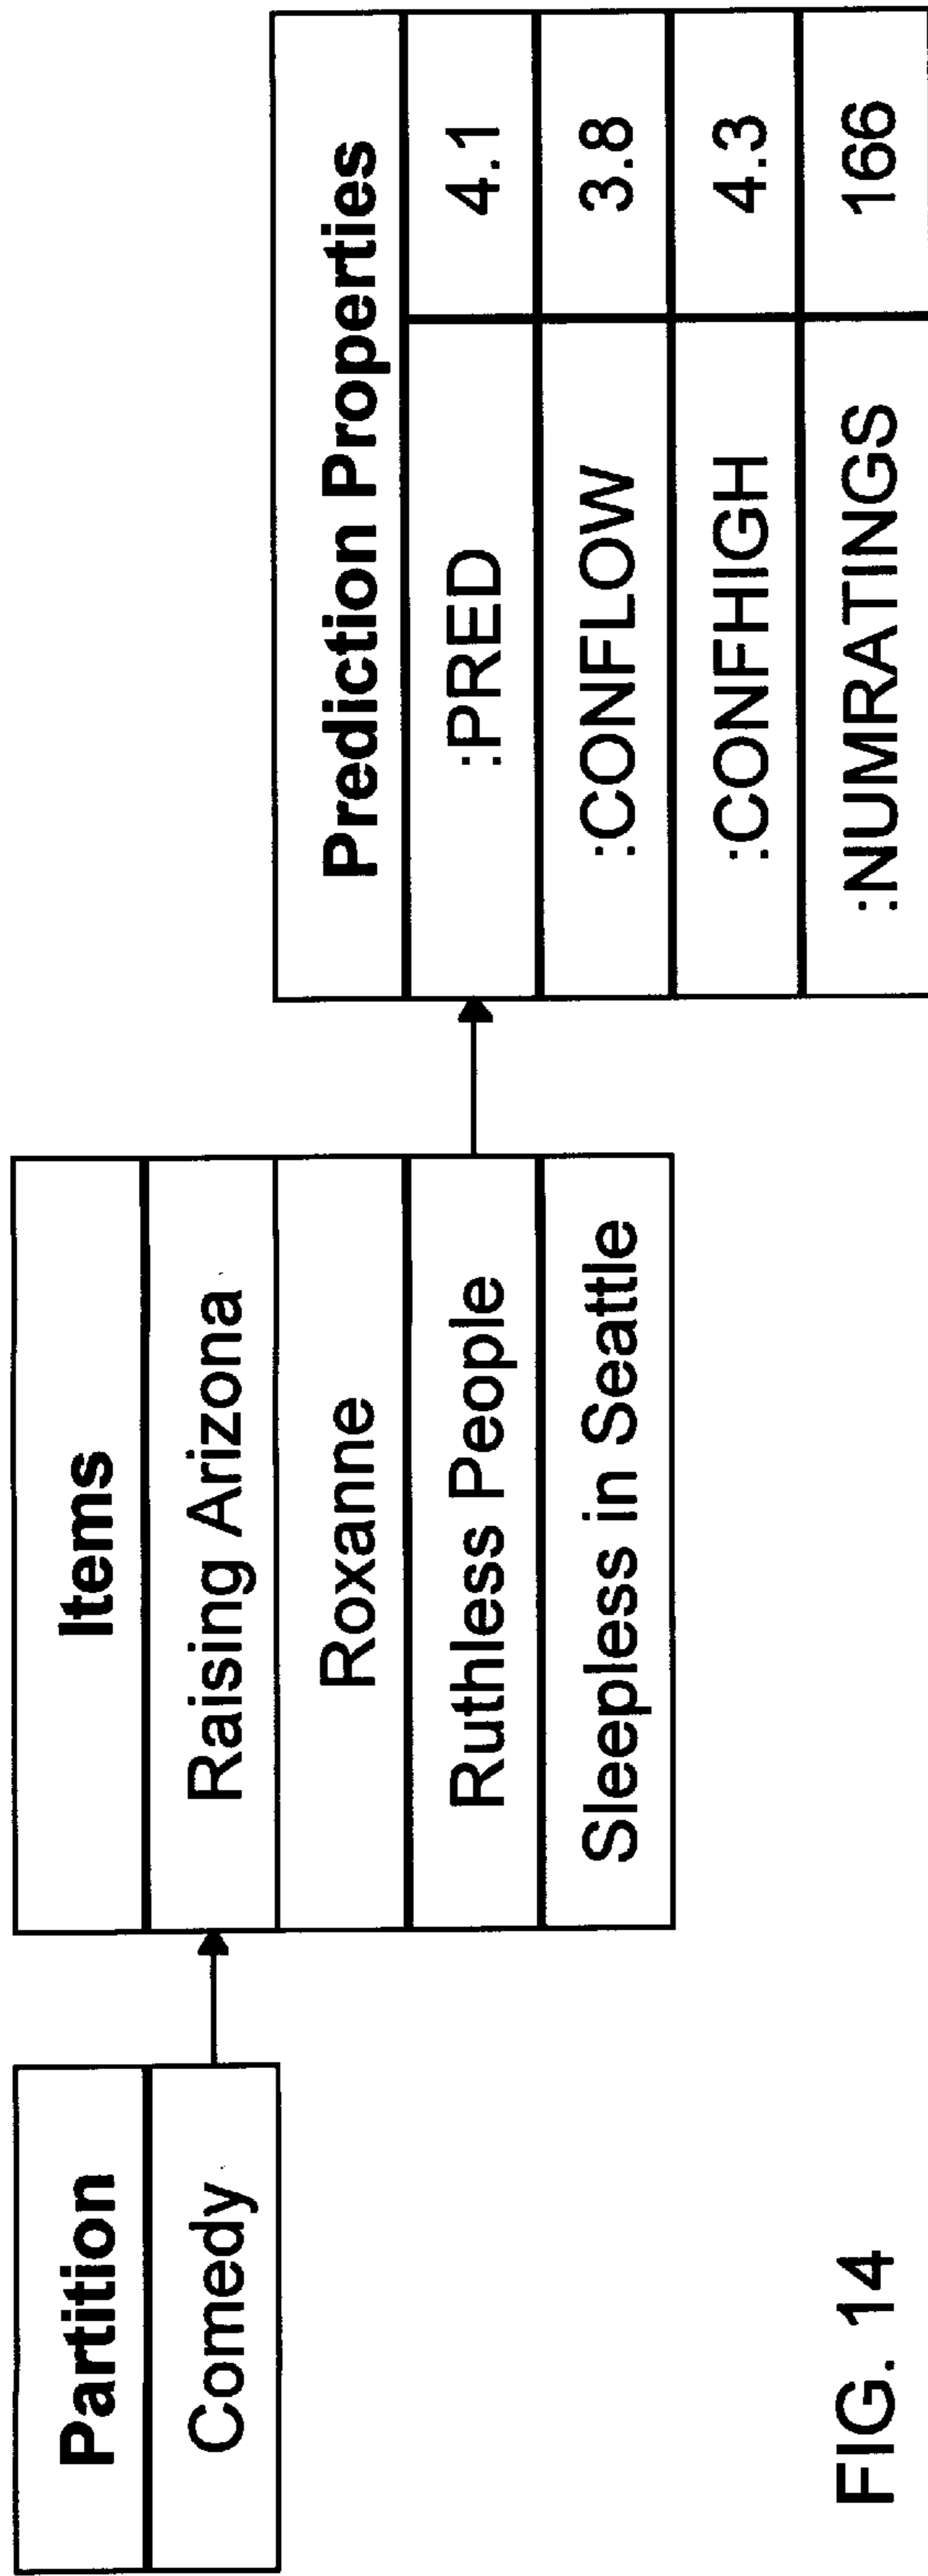 Partition
Comedy
Items
Raising Arizona
Roxanne
Ruthless People
Sleepless in Seattle
Prediction Properties
:PRED 4.1
:CONFLOW 3.8
:CONFHIGH 4.3
:NUMRATINGS 166
FIG. 14